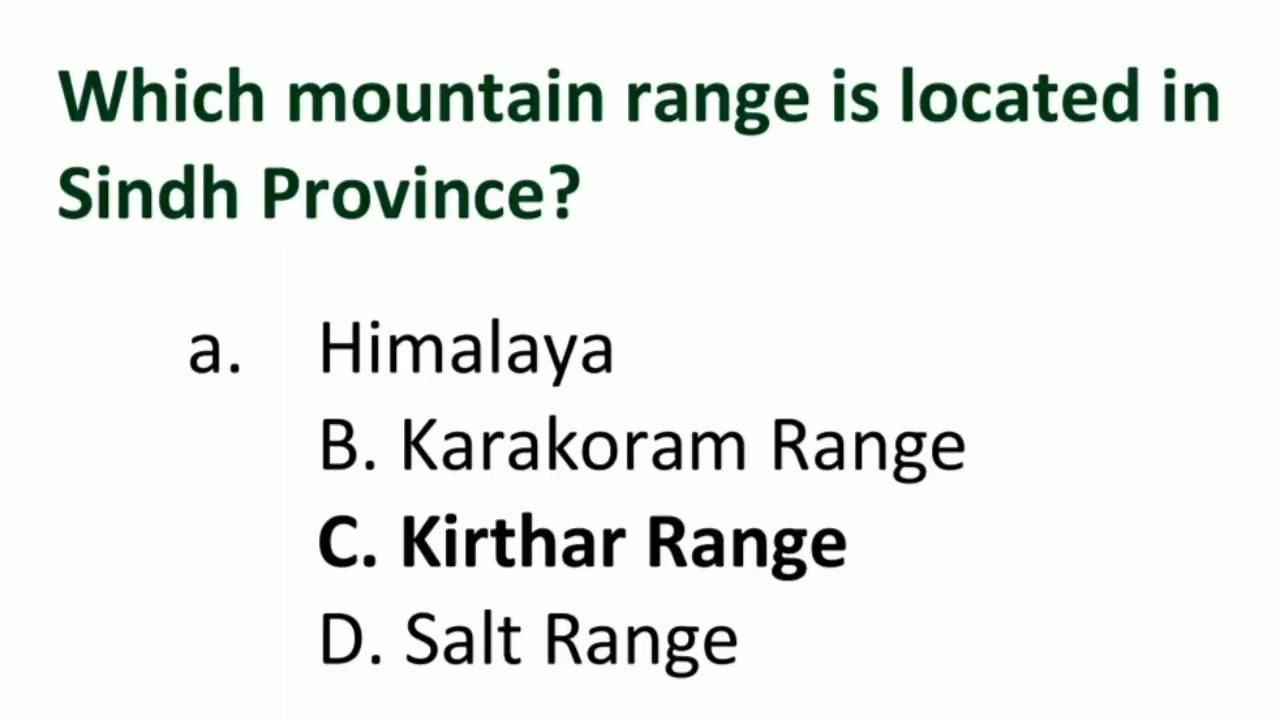 Which mountain range is located in
Sindh Province?
a. Himalaya
B. Karakoram Range
C. Kirthar Range
D. Salt Range